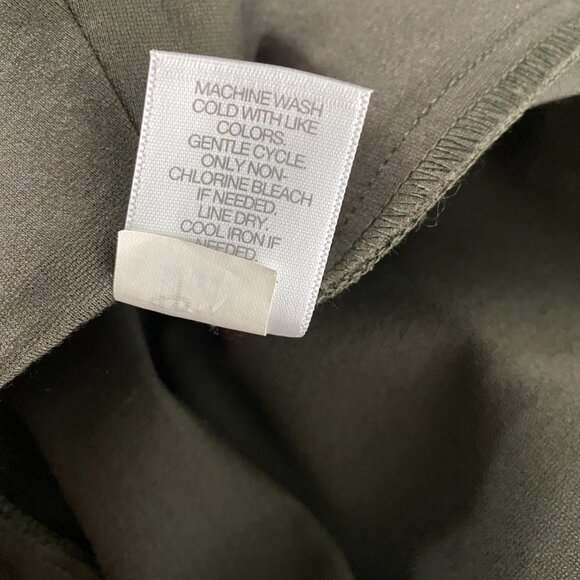 MACHINE WASH
COLD WITH LIKE
COLORS.
GENTLE CYCLE.
ONLY NON-
CHLORINE BLEACH
IF NEEDED.
LINE DRY.
COOL IRON IF
NEEDED.